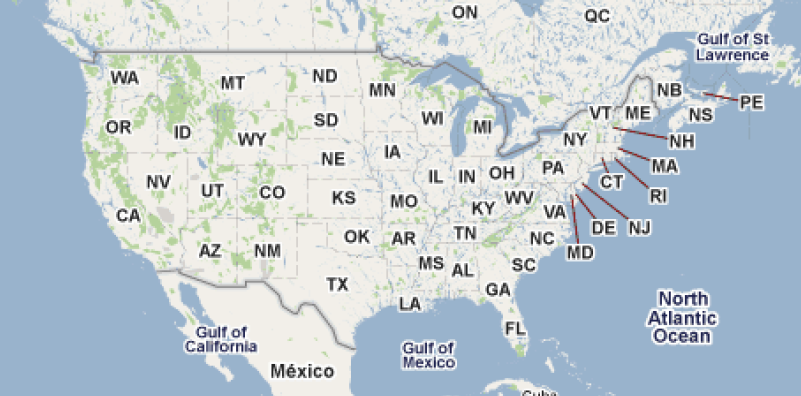 ON
QC
Gulf of St
Lawrence
WA
MT
ND
MN
NB
PE
OR
ID
WY
SD
WI
MI
VT
ME
NS
NY
NH
NE
IA
PA
MA
NV
UT
CO
KS
MO
IL
IN
OH
WV
KY
VA
CT
RI
CA
AZ
NM
OK
AR
TN
NC
DE
NJ
MD
TX
MS
AL
SC
GA
LA
FL
North
Atlantic
Ocean
Gulf of
California
Gulf of
Mexico
México
Cuba